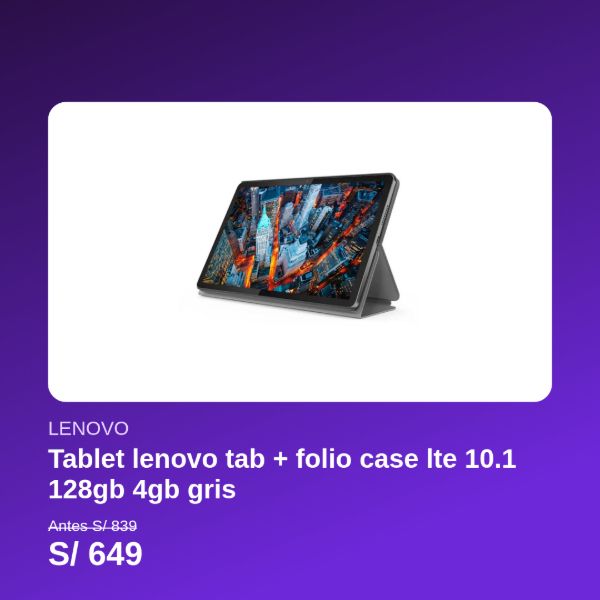 LENOVO
Tablet lenovo tab + folio case lte 10.1
128gb 4gb gris
Antes S/ 839
S/ 649